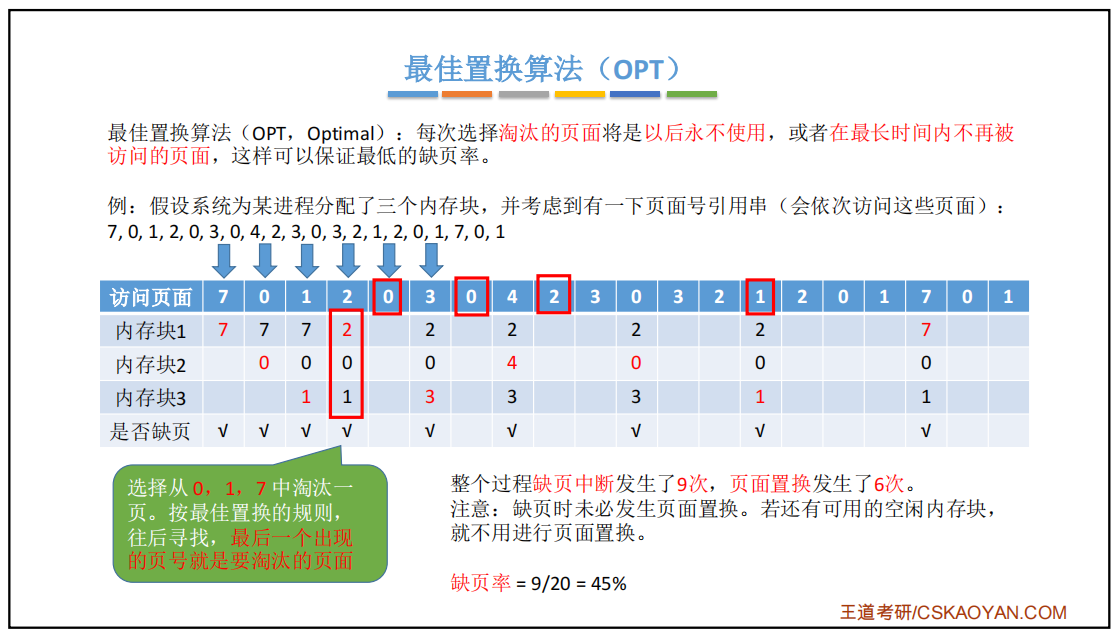 最佳置换算法（OPT）
最佳置换算法（OPT，Optimal）：每次选择淘汰的页面将是以后永不使用，或者在最长时间内不再被
访问的页面，这样可以保证最低的缺页率。
例：假设系统为某进程分配了三个内存块，并考虑到有一下页面号引用串（会依次访问这些页面）：
7, 0, 1, 2, 0, 3, 0, 4, 2, 3, 0, 3, 2, 1, 2, 0, 1, 7, 0, 1
访问页面 7 0 1 2 0 3 0 4 2 3 0 3 2 1 2 0 1 7 0 1
内存块1 7 7 7 2 2 2 2 2 7
内存块2 0 0 0 0 4 0 0 0
内存块3 1 1 3 3 3 1 1
是否缺页 √ √ √ √ √ √ √ √ √
选择从 0，1，7 中淘汰一
页。按最佳置换的规则，
往后寻找，最后一个出现
的页号就是要淘汰的页面
整个过程缺页中断发生了9次，页面置换发生了6次。
注意：缺页时未必发生页面置换。若还有可用的空闲内存块，
就不用进行页面置换。
缺页率 = 9/20 = 45%
王道考研/CSKAOYAN.COM